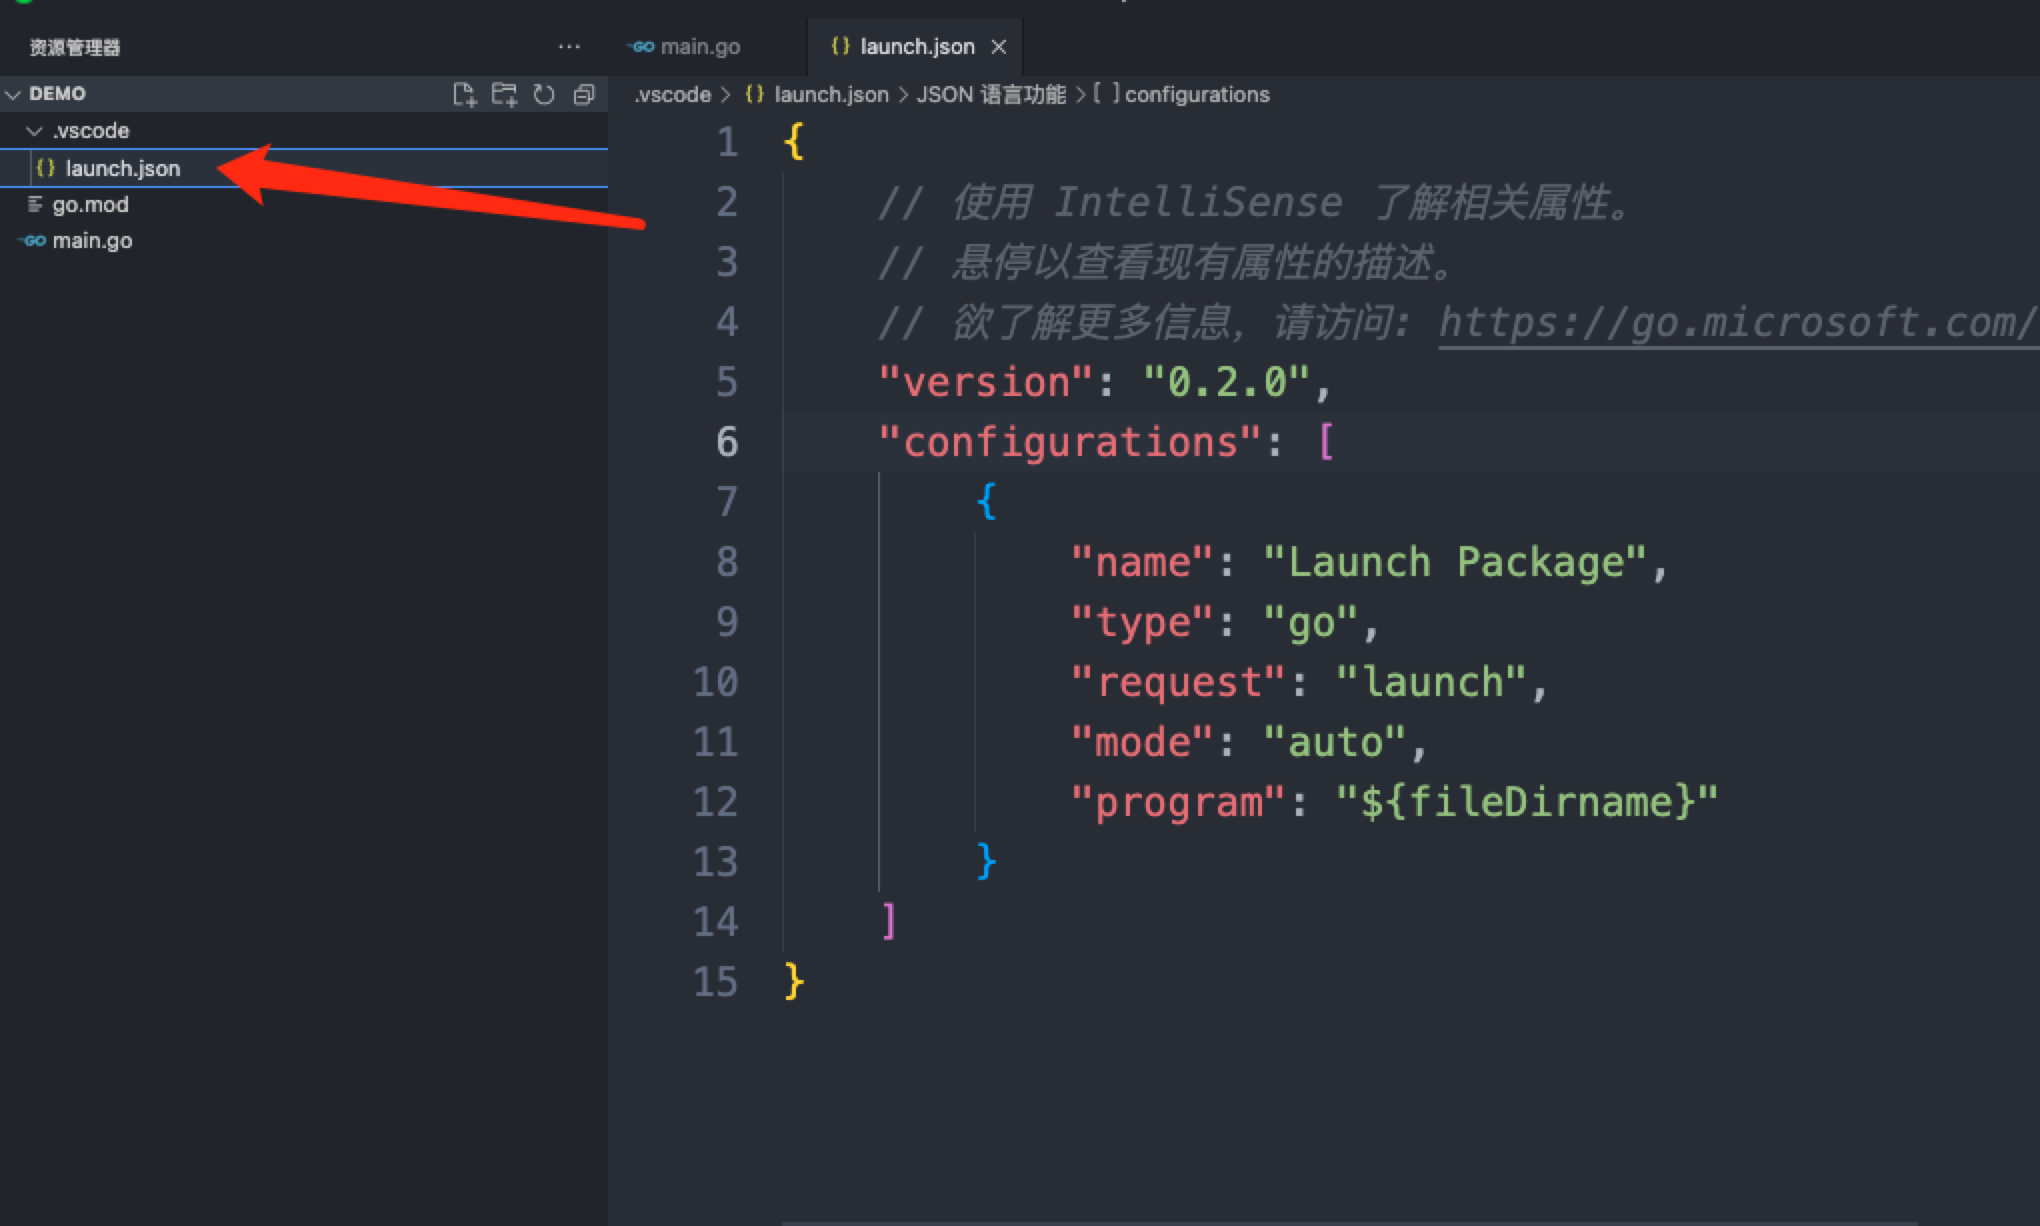 资源管理器
DEMO
.vscode
{} launch.json
go.mod
GO main.go
GO main.go
{} launch.json
.vscode > {} launch.json > JSON 语言功能 > [ ] configurations
1 {
2 // 使用 IntelliSense 了解相关属性。
3 // 悬停以查看现有属性的描述。
4 // 欲了解更多信息，请访问: https://go.microsoft.com/
5 "version": "0.2.0",
6 "configurations": [
7 {
8 "name": "Launch Package",
9 "type": "go",
10 "request": "launch",
11 "mode": "auto",
12 "program": "${fileDirname}"
13 }
14 ]
15 }